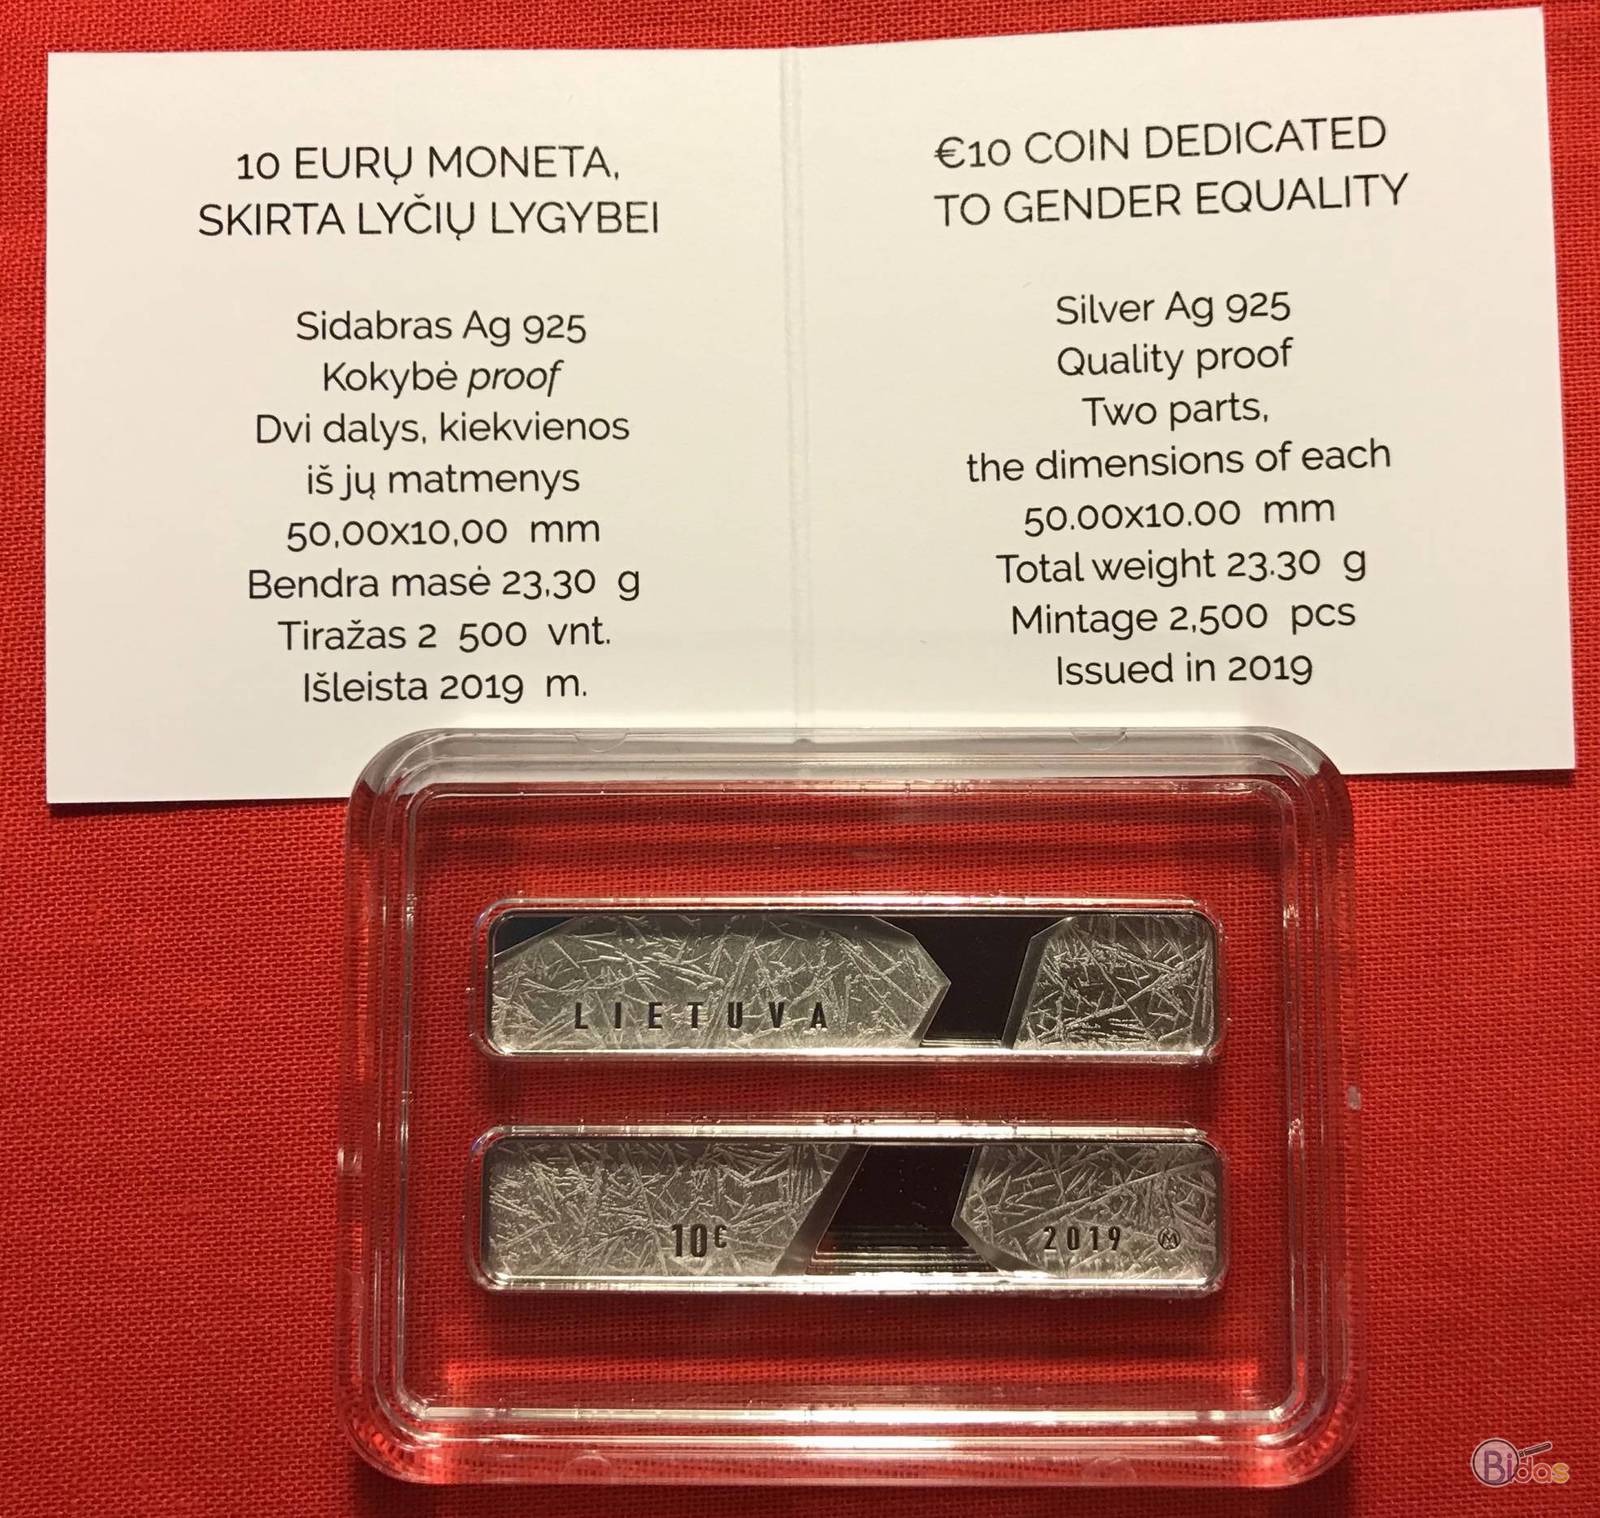 10 EURŲ MONETA,
SKIRTA LYČIŲ LYGYBEI
Sidabras Ag 925
Kokybė proof
Dvi dalys, kiekvienos
iš jų matmenys
50,00x10,00 mm
Bendra masė 23,30 g
Tiražas 2 500 vnt.
Išleista 2019 m.
€10 COIN DEDICATED
TO GENDER EQUALITY
Silver Ag 925
Quality proof
Two parts,
the dimensions of each
50.00x10.00 mm
Total weight 23.30 g
Mintage 2,500 pcs
Issued in 2019
LIETUVA
10€
2019
Bidas